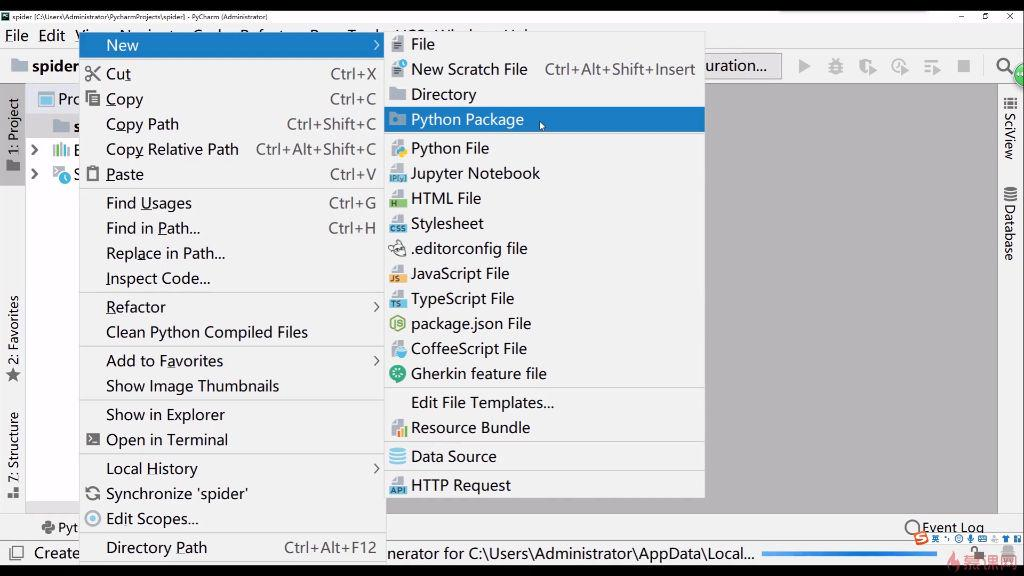 spider [C:\Users\Administrator\PycharmProjects\spider] - PyCharm (Administrator)
File Edit
spider
uration...
1: Project
New
Cut Ctrl+X
Copy Ctrl+C
Copy Path Ctrl+Shift+C
Copy Relative Path Ctrl+Alt+Shift+C
Paste Ctrl+V
Find Usages Ctrl+G
Find in Path... Ctrl+H
Replace in Path...
Inspect Code...
Refactor
Clean Python Compiled Files
Add to Favorites
Show Image Thumbnails
Show in Explorer
Open in Terminal
Local History
Synchronize 'spider'
Edit Scopes...
Directory Path Ctrl+Alt+F12
File
New Scratch File Ctrl+Alt+Shift+Insert
Directory
Python Package
Python File
Jupyter Notebook
HTML File
Stylesheet
.editorconfig file
JavaScript File
TypeScript File
package.json File
CoffeeScript File
Gherkin feature file
Edit File Templates...
Resource Bundle
Data Source
HTTP Request
SciView
Database
2: Favorites
7: Structure
Pyt
Event Log
Create
nerator for C:\Users\Administrator\AppData\Local...
英
慕课网